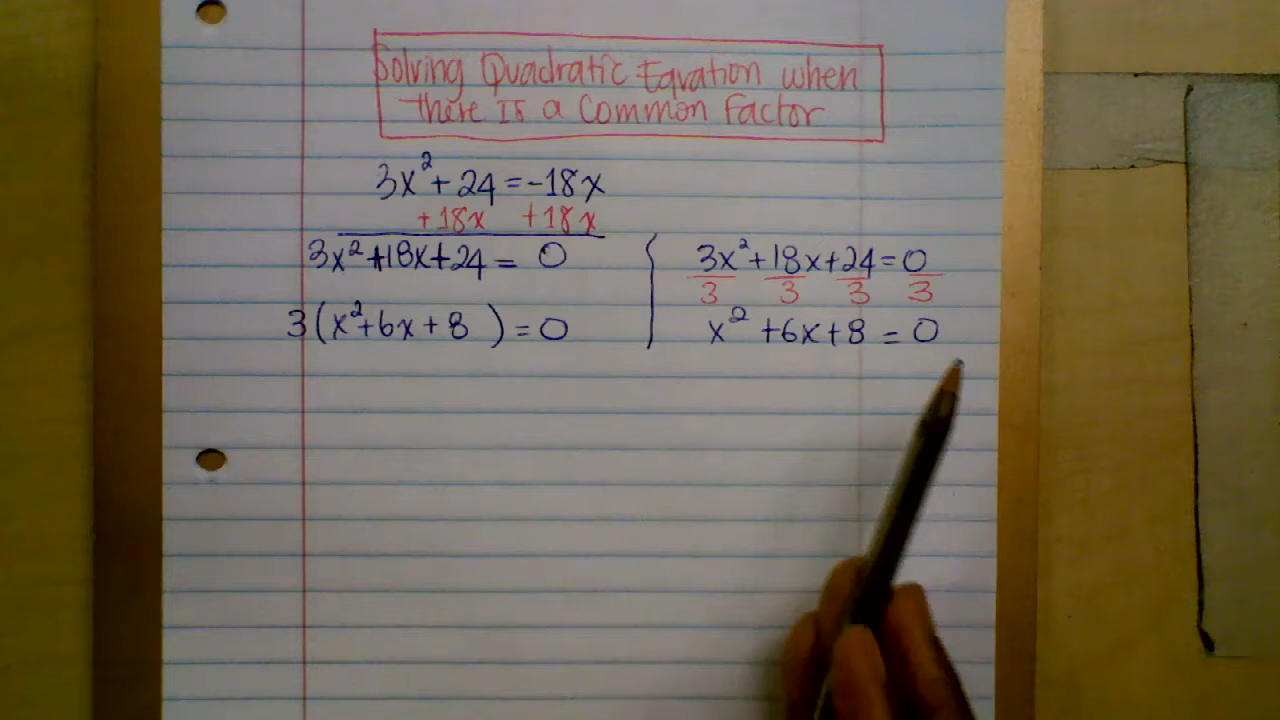 Solving Quadratic Equation when
there Is a Common Factor
3x² + 24 = -18x
+18x +18x
3x² + 18x + 24 = 0
3(x² + 6x + 8) = 0
3x² + 18x + 24 = 0
3 3 3 3
x² + 6x + 8 = 0